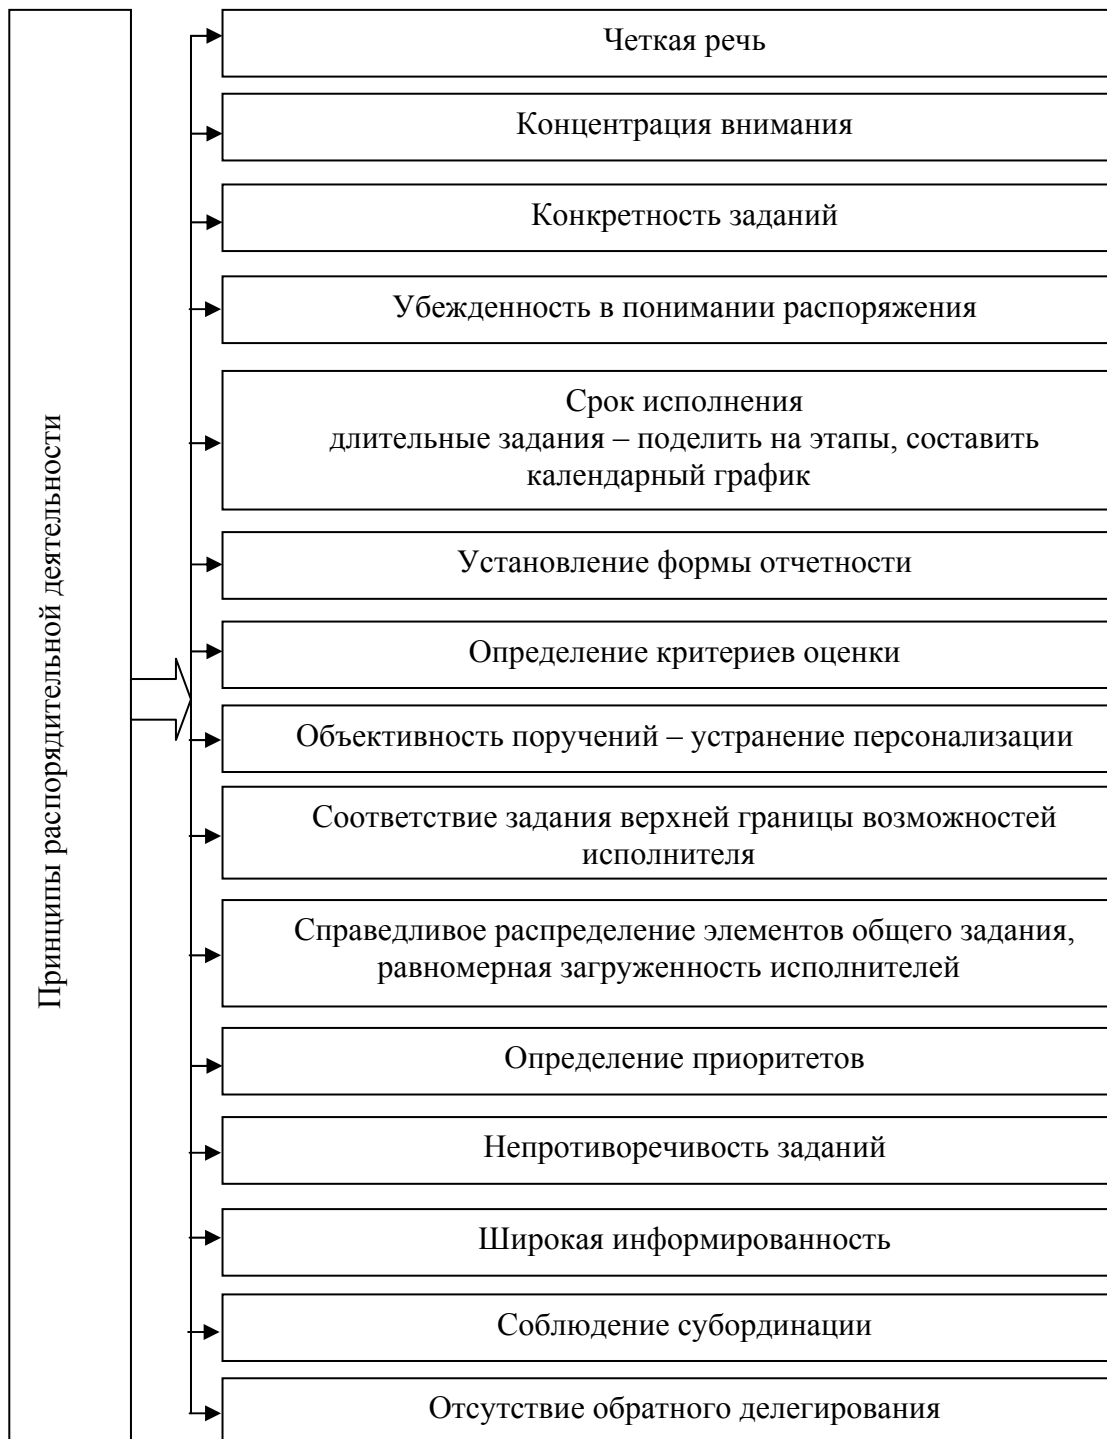 Принципы распорядительной деятельности
Четкая речь
Концентрация внимания
Конкретность заданий
Убежденность в понимании распоряжения
Срок исполнения
длительные задания – поделить на этапы, составить
календарный график
Установление формы отчетности
Определение критериев оценки
Объективность поручений – устранение персонализации
Соответствие задания верхней границы возможностей
исполнителя
Справедливое распределение элементов общего задания,
равномерная загруженность исполнителей
Определение приоритетов
Непротиворечивость заданий
Широкая информированность
Соблюдение субординации
Отсутствие обратного делегирования